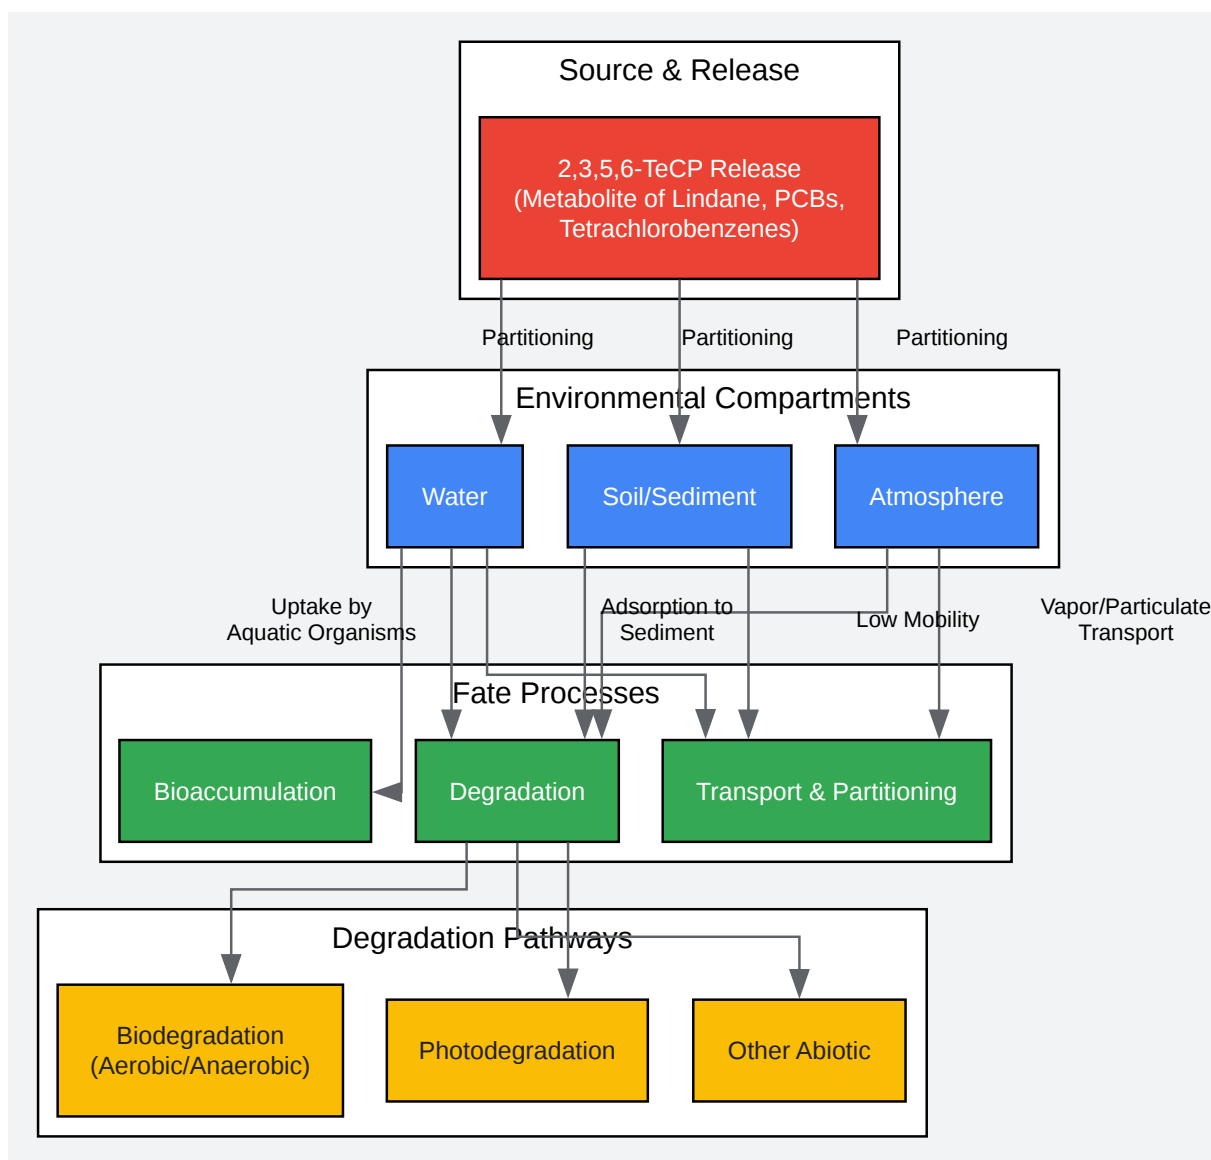 Source & Release
2,3,5,6-TeCP Release
(Metabolite of Lindane, PCBs,
Tetrachlorobenzenes)
Partitioning
Partitioning
Partitioning
Environmental Compartments
Water
Soil/Sediment
Atmosphere
Uptake by
Aquatic Organisms
Adsorption to
Sediment
Low Mobility
Vapor/Particulate
Transport
Fate Processes
Bioaccumulation
Degradation
Transport & Partitioning
Degradation Pathways
Biodegradation
(Aerobic/Anaerobic)
Photodegradation
Other Abiotic